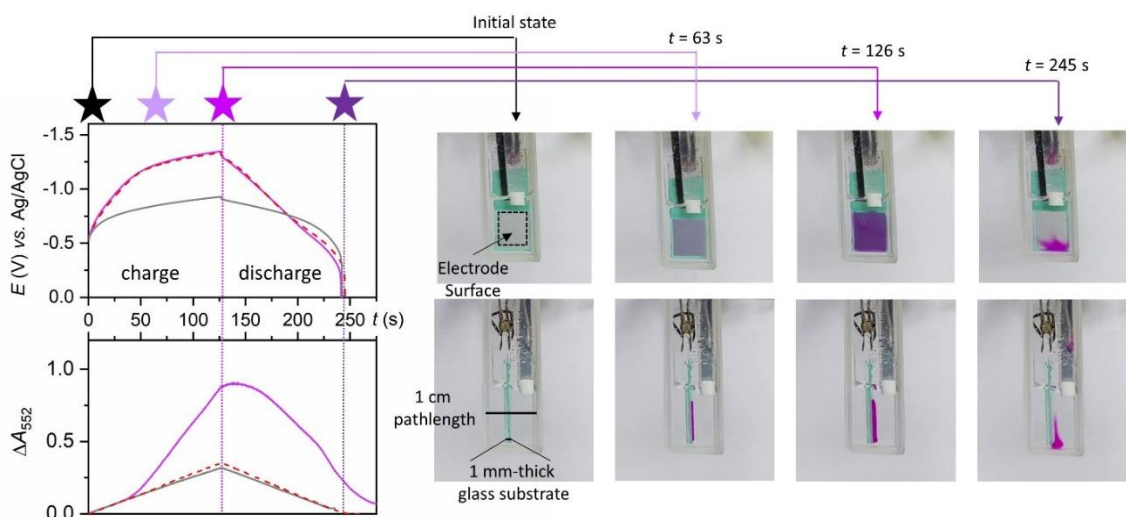 Initial state
t = 63 s
t = 126 s
t = 245 s
E (V) vs. Ag/AgCl
-1.5
-1.0
-0.5
0.0
charge
discharge
0 50 100 150 200 250 t (s)
ΔA552
1.0
0.5
0.0
Electrode
Surface
1 cm
pathlength
1 mm-thick
glass substrate